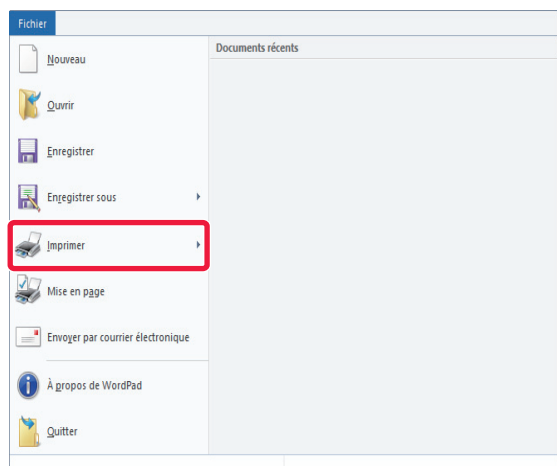 Fichier
Documents récents
Nouveau
Ouvrir
Enregistrer
Enregistrer sous
Imprimer
Mise en page
Envoyer par courrier électronique
À propos de WordPad
Quitter